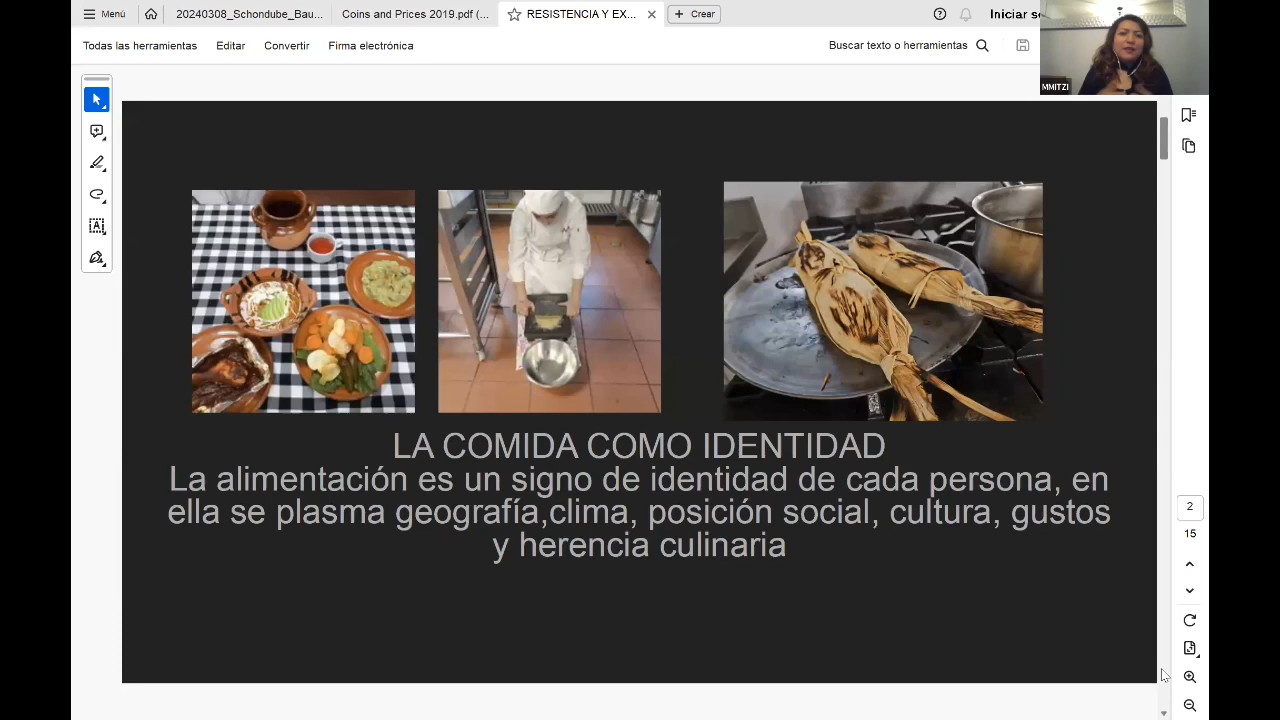 Menú
20240308_Schondube_Bau...
Coins and Prices 2019.pdf (...
RESISTENCIA Y EX...
Crear
Iniciar se
Todas las herramientas
Editar
Convertir
Firma electrónica
Buscar texto o herramientas
MMITZI
LA COMIDA COMO IDENTIDAD
La alimentación es un signo de identidad de cada persona, en
ella se plasma geografía,clima, posición social, cultura, gustos
y herencia culinaria
2
15